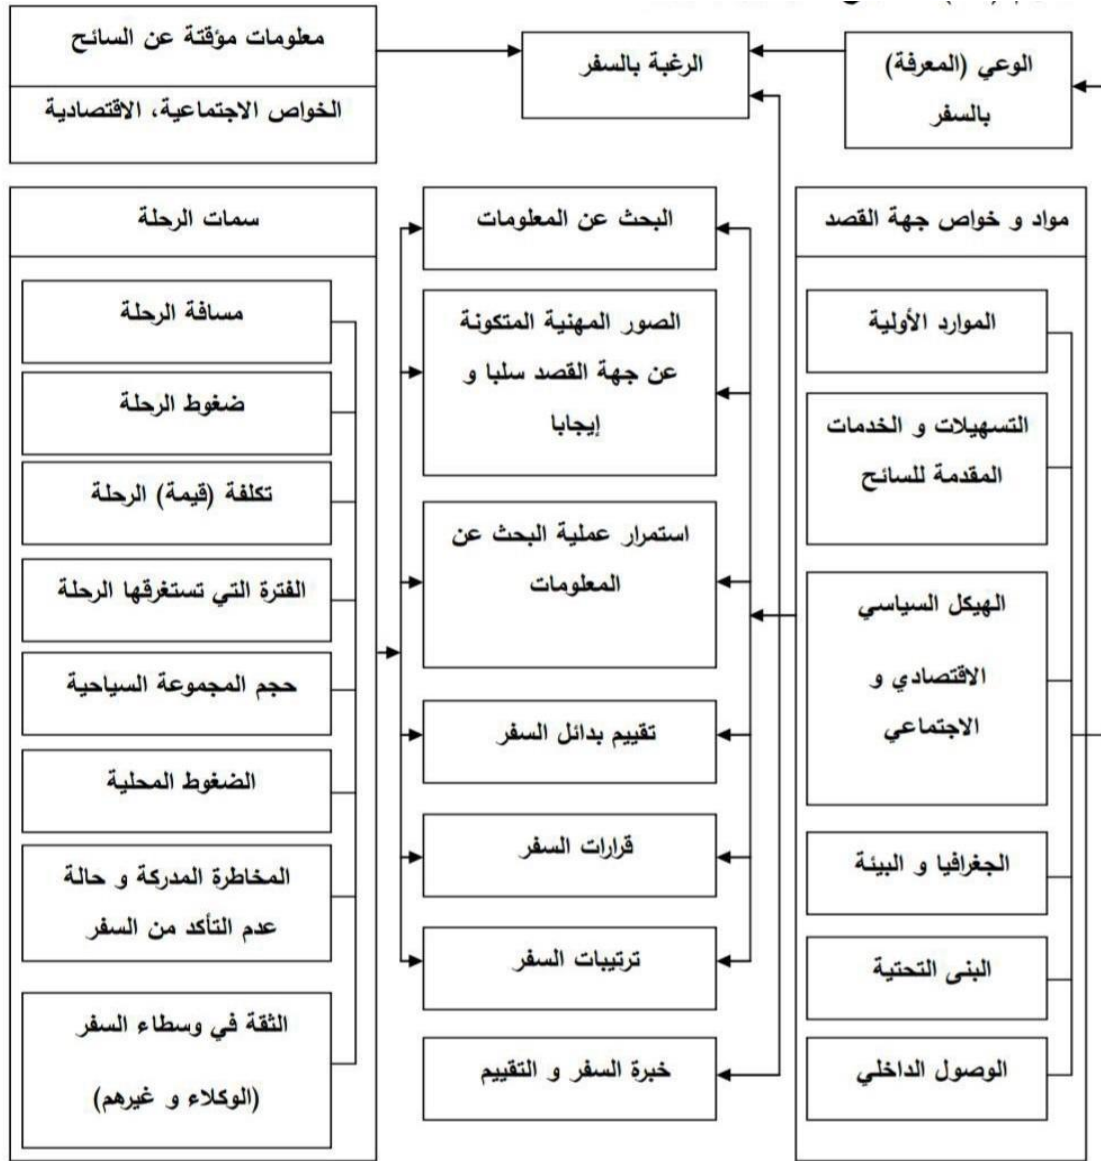 الوعي (المعرفة)
بالسفر
الرغبة بالسفر
معلومات مؤقتة عن السائح
الخواص الاجتماعية، الاقتصادية
مواد و خواص جهة القصد
الموارد الأولية
التسهيلات و الخدمات
المقدمة للسائح
الهيكل السياسي
الاقتصادي و
الاجتماعي
الجغرافيا و البيئة
البنى التحتية
الوصول الداخلي
البحث عن المعلومات
الصور المهنية المتكونة
عن جهة القصد سلبا و
إيجابا
استمرار عملية البحث عن
المعلومات
تقييم بدائل السفر
قرارات السفر
ترتيبات السفر
خبرة السفر و التقييم
سمات الرحلة
مسافة الرحلة
ضغوط الرحلة
تكلفة (قيمة) الرحلة
الفترة التي تستغرقها الرحلة
حجم المجموعة السياحية
الضغوط المحلية
المخاطرة المدركة و حالة
عدم التأكد من السفر
الثقة في وسطاء السفر
(الوكلاء و غيرهم)